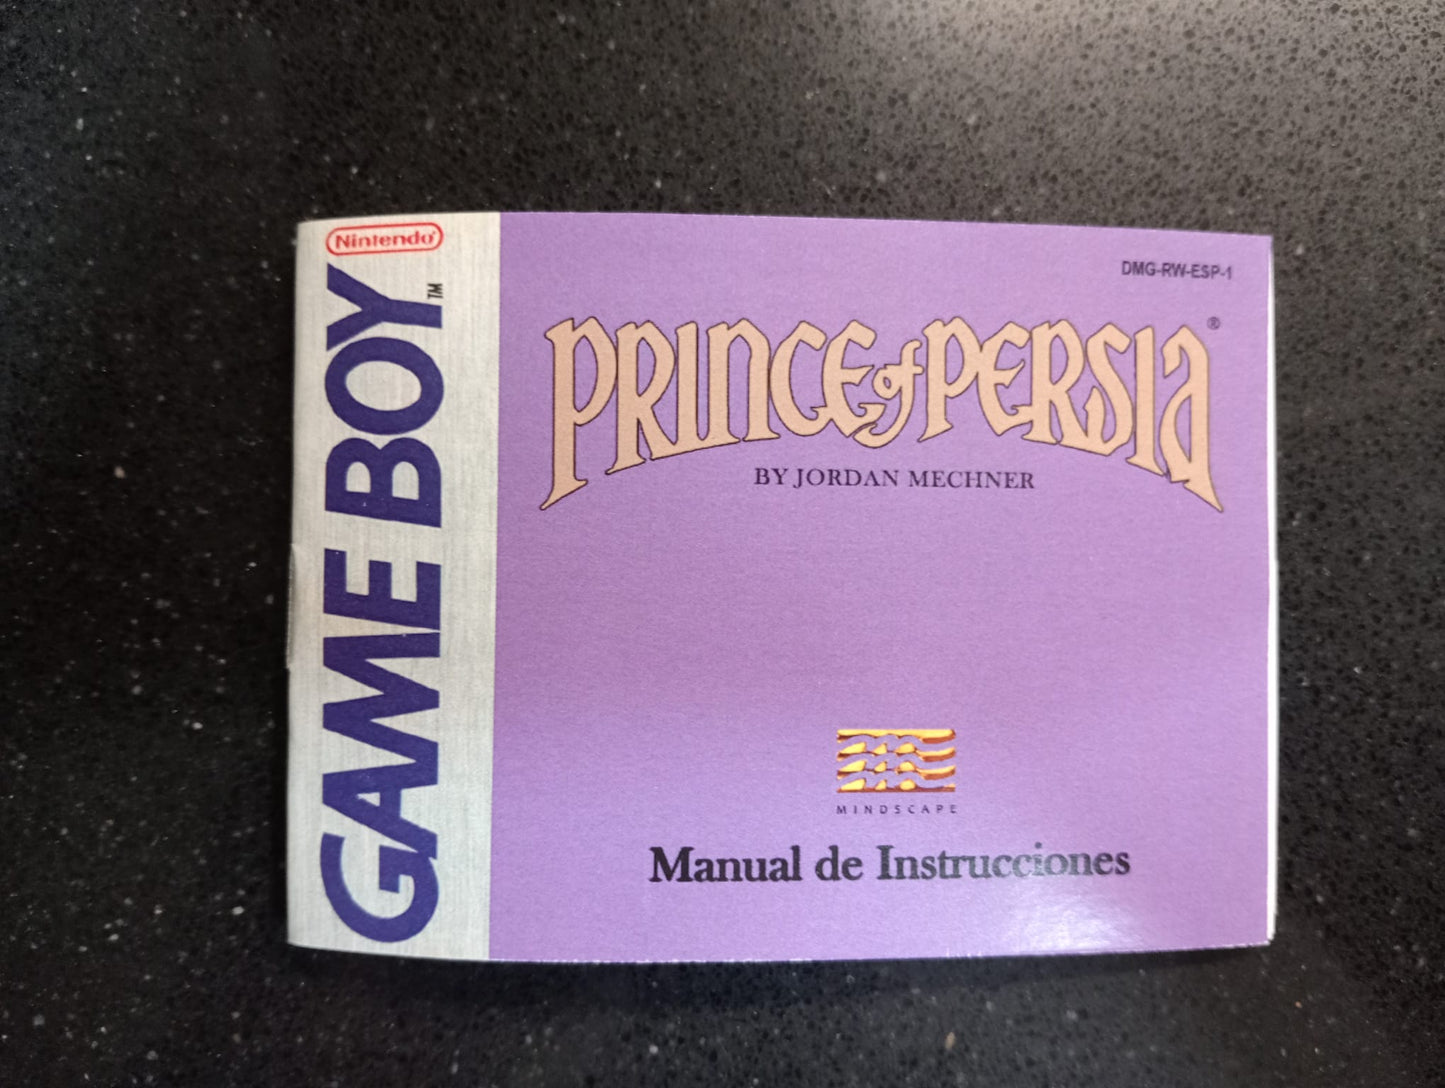 Nintendo®
GAME BOY™
DMG-RW-ESP-1
PRINCE of PERSIA®
BY JORDAN MECHNER
MINDSCAPE
Manual de Instrucciones